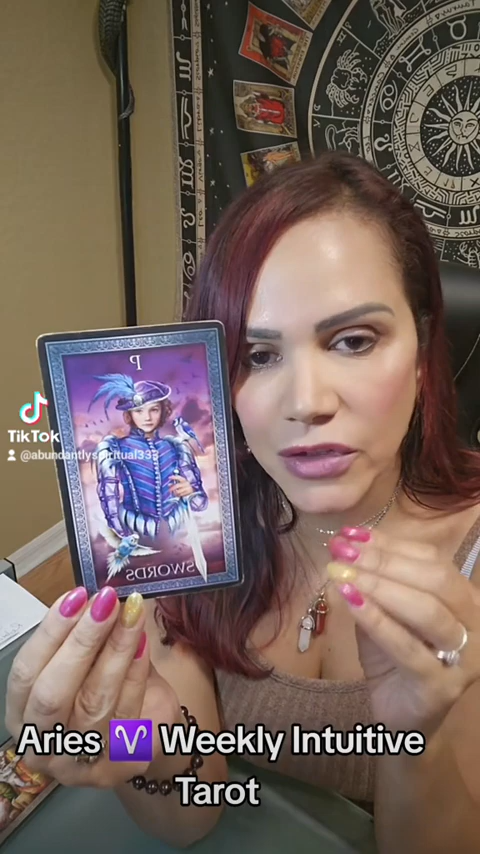 P
TikTok
@abundantlyspiritual333
SWORDS
Aries ♈ Weekly Intuitive
Tarot